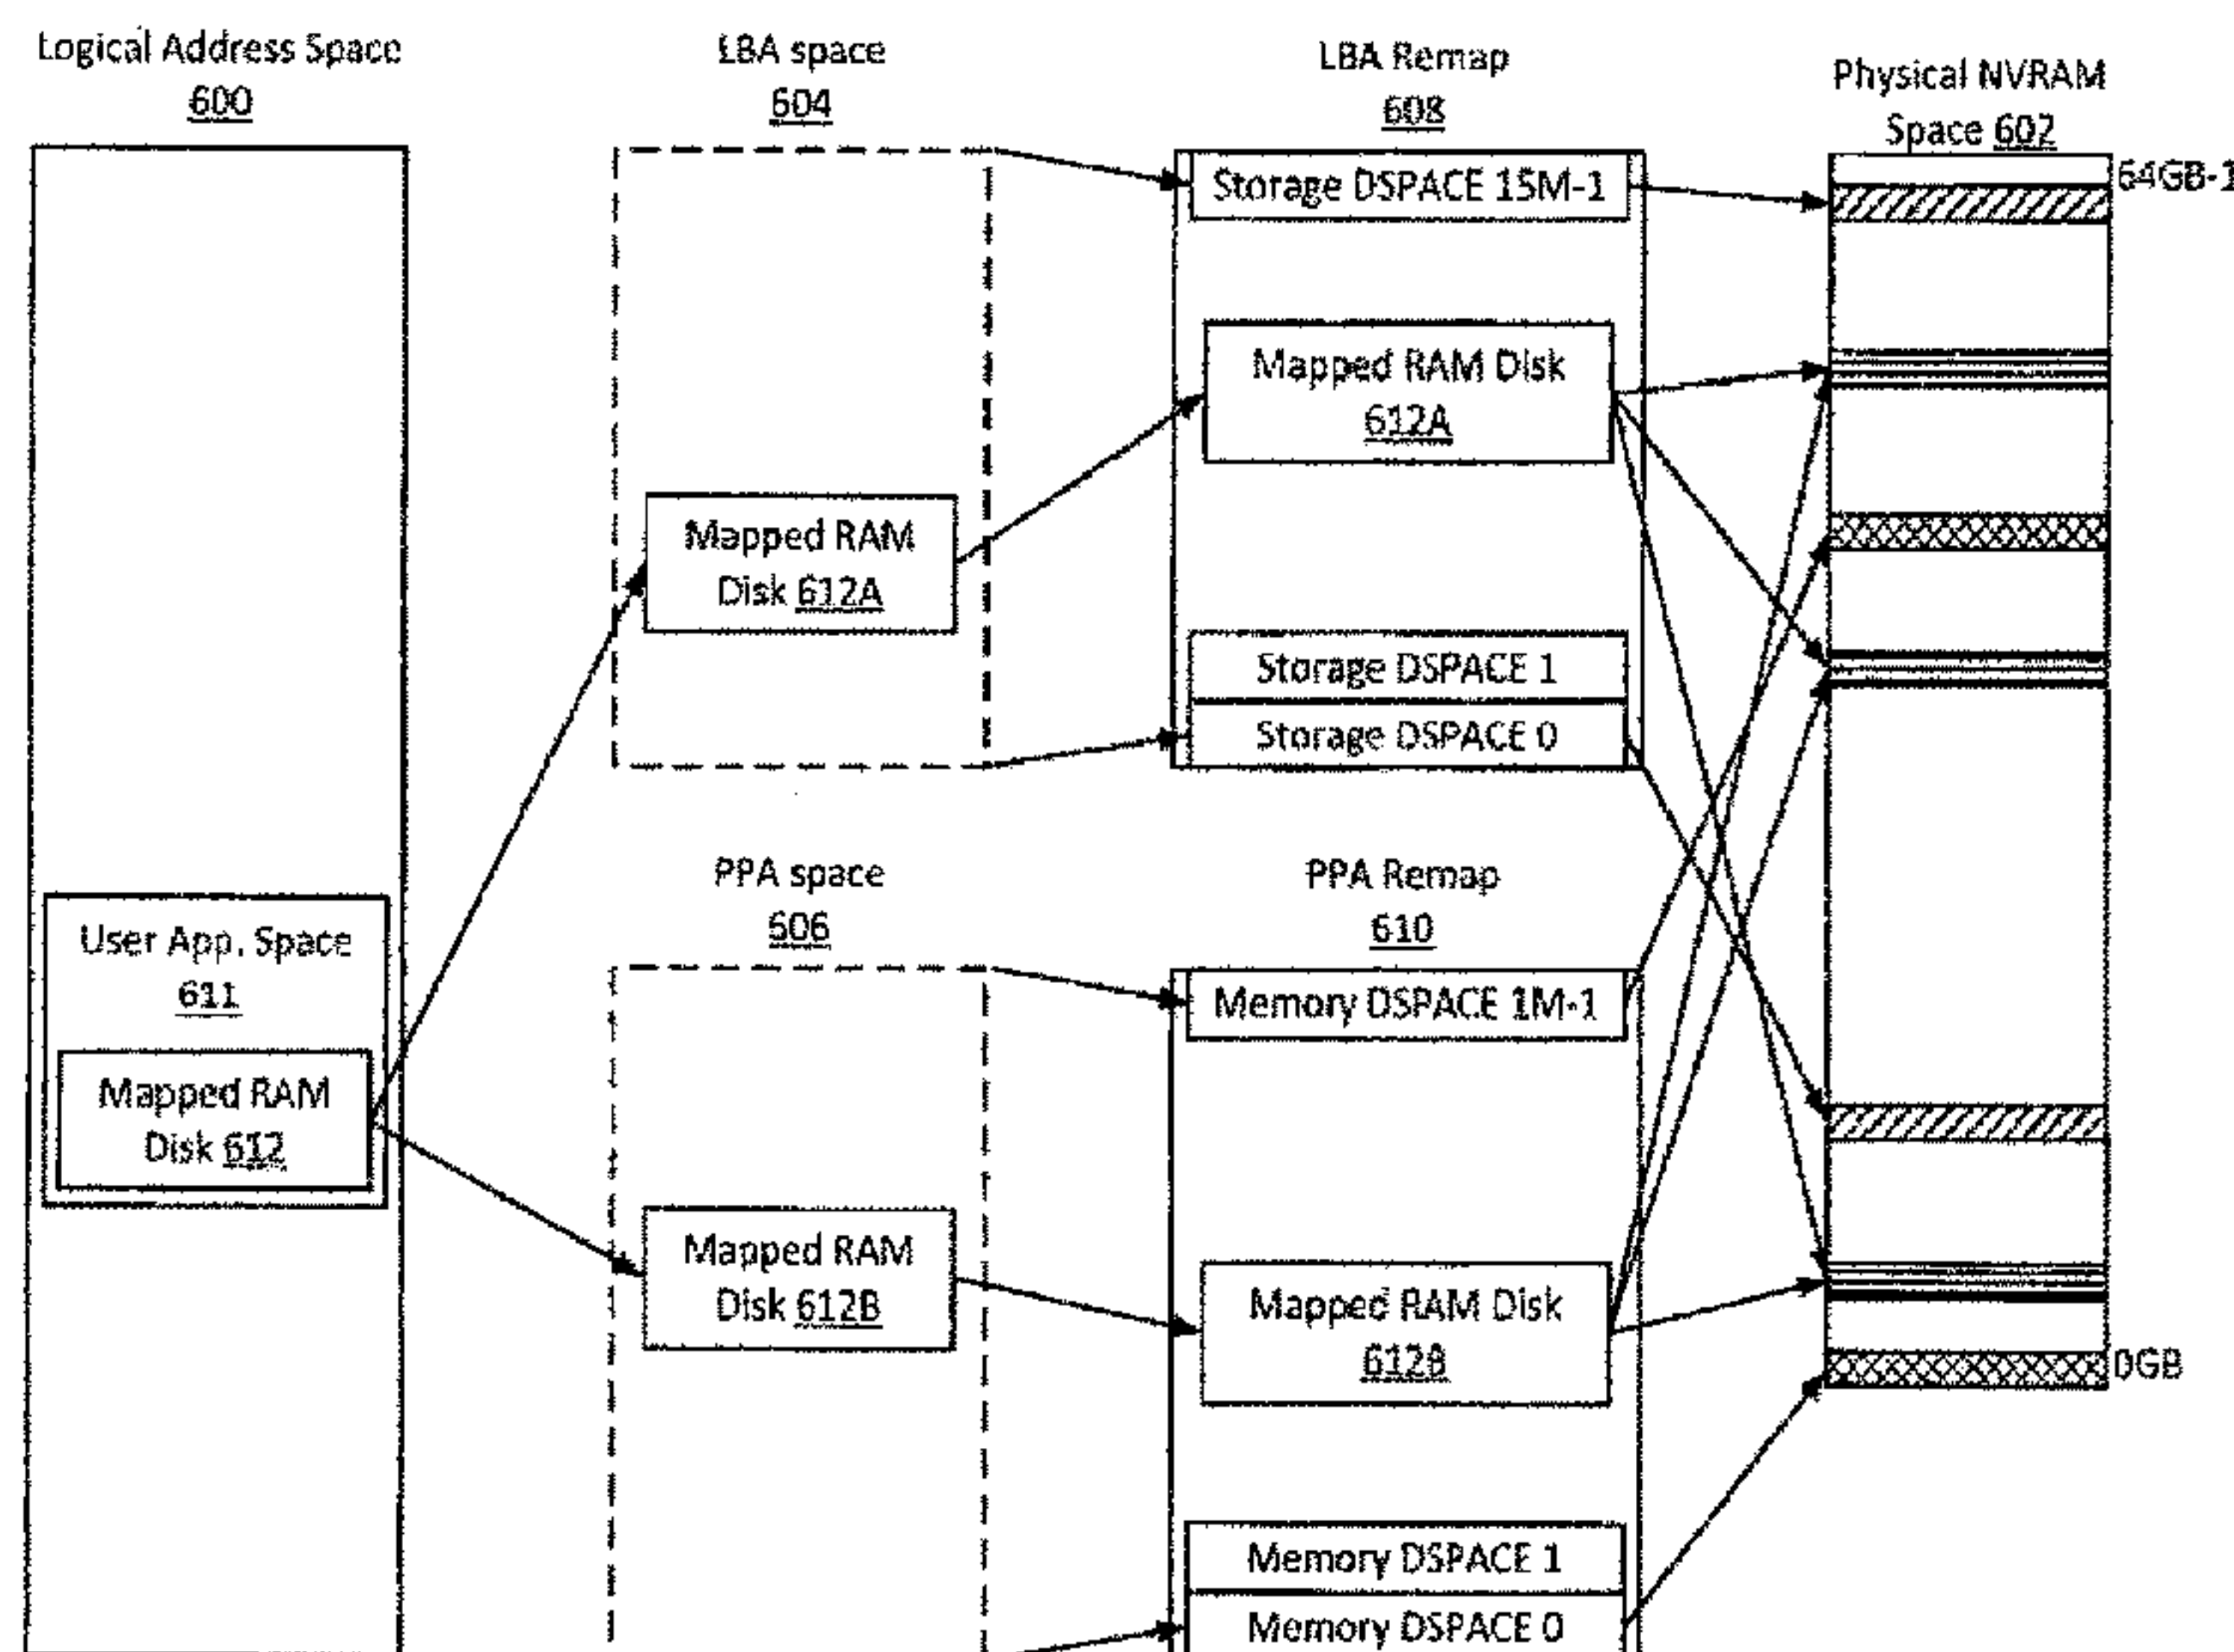 Logical Address Space
600
LBA space
604
LBA Remap
608
Physical NVRAM
Space 602
64GB-1
Storage DSPACE 15M-1
Mapped RAM Disk
612A
Mapped RAM
Disk 612A
Storage DSPACE 1
Storage DSPACE 0
PPA space
606
PPA Remap
610
User App. Space
611
Memory DSPACE 1M-1
Mapped RAM
Disk 612
Mapped RAM
Disk 612B
Mapped RAM Disk
612B
0GB
Memory DSPACE 1
Memory DSPACE 0